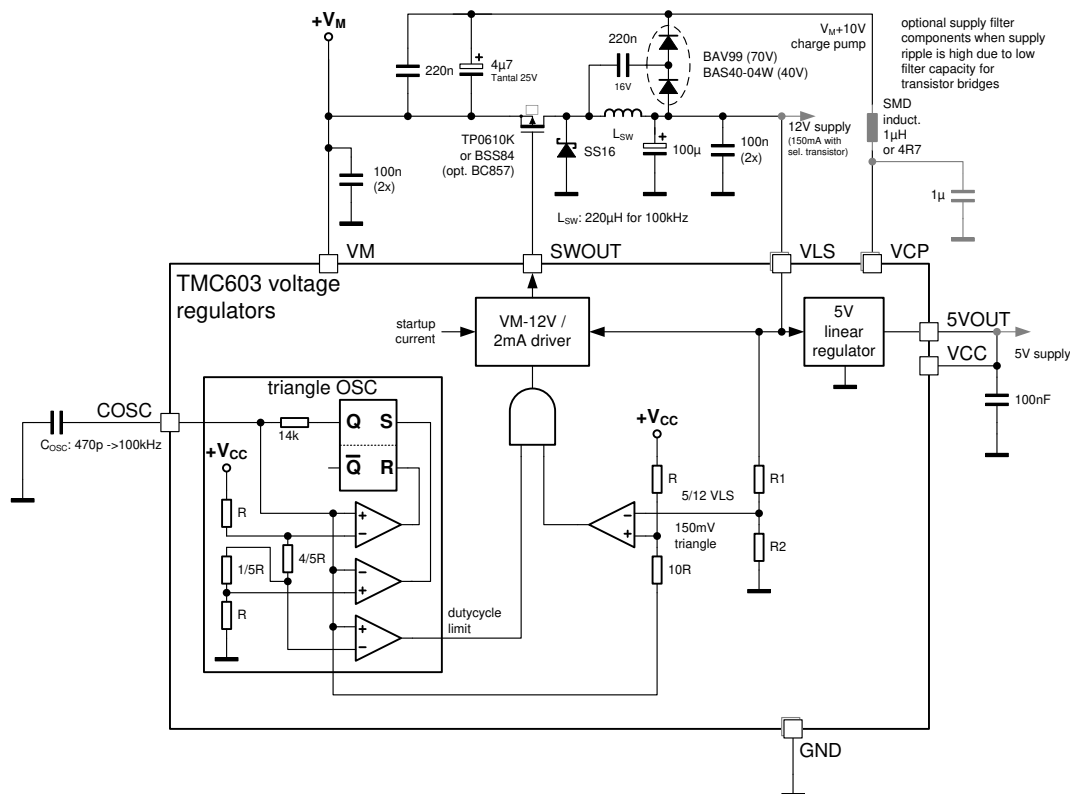 +VM
220n
4µ7
Tantal 25V
220n
16V
VM+10V
charge pump
BAV99 (70V)
BAS40-04W (40V)
optional supply filter
components when supply
ripple is high due to low
filter capacity for
transistor bridges
SMD
induct.
1µH
or 4R7
1µ
TP0610K
or BSS84
(opt. BC857)
SS16
LSW
100µ
100n
(2x)
12V supply
(150mA with
sel. transistor)
100n
(2x)
LSW: 220µH for 100kHz
VM
SWOUT
VLS
VCP
TMC603 voltage
regulators
startup
current
VM-12V /
2mA driver
5V
linear
regulator
5VOUT
5V supply
VCC
100nF
triangle OSC
COSC
COSC: 470p ->100kHz
14k
Q
S
Q
R
+VCC
R
1/5R
4/5R
R
+
−
−
+
+
−
dutycycle
limit
+VCC
R
5/12 VLS
−
+
150mV
triangle
10R
R1
R2
GND